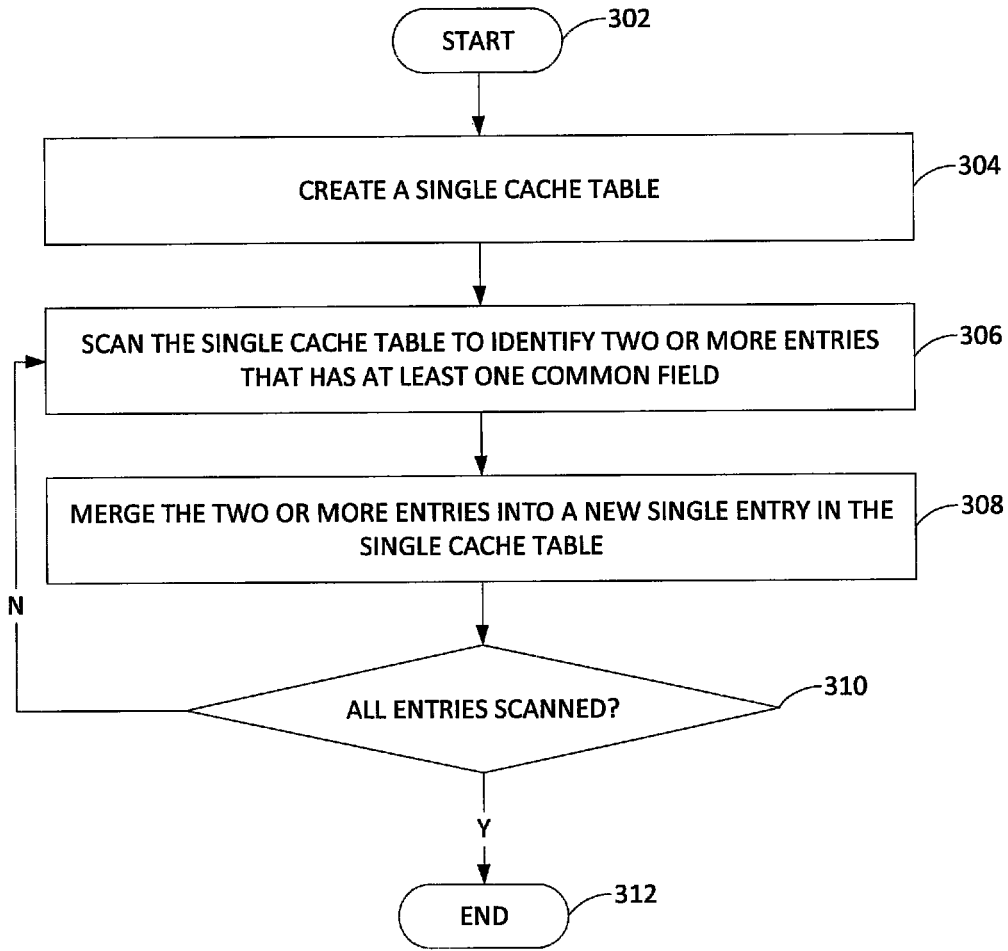 START
302
CREATE A SINGLE CACHE TABLE
304
SCAN THE SINGLE CACHE TABLE TO IDENTIFY TWO OR MORE ENTRIES
THAT HAS AT LEAST ONE COMMON FIELD
306
MERGE THE TWO OR MORE ENTRIES INTO A NEW SINGLE ENTRY IN THE
SINGLE CACHE TABLE
308
N
ALL ENTRIES SCANNED?
310
Y
END
312